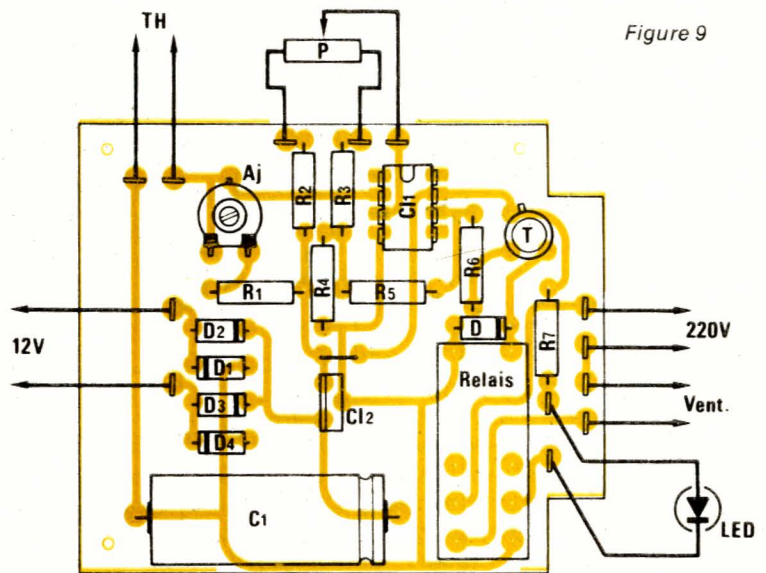 TH
P
Figure 9
Aj
R2
R3
CI1
T
R6
R1
R4
R5
D
R7
12V
D2
D1
D3
D4
CI2
Relais
220V
Vent.
C1
LED